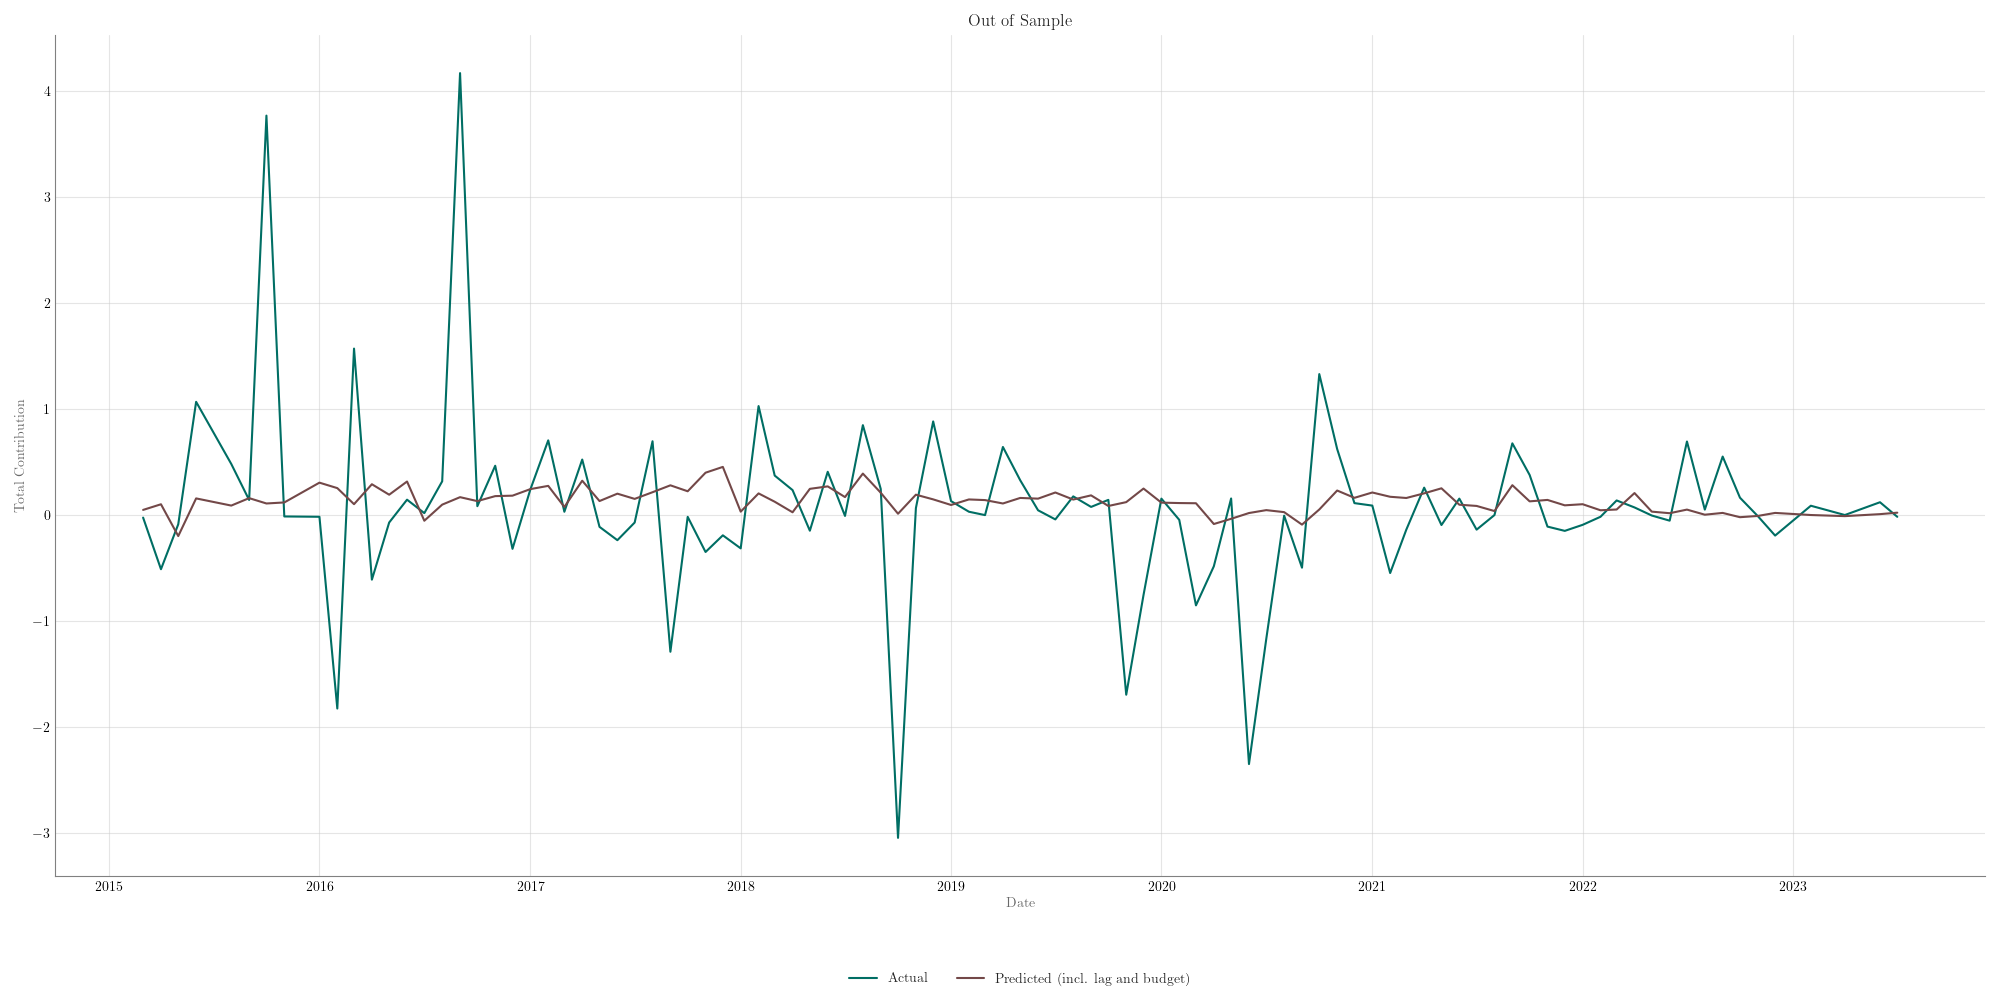 Out of Sample
Total Contribution
4
3
2
1
0
−1
−2
−3
2015 2016 2017 2018 2019 2020 2021 2022 2023
Date
Actual Predicted (incl. lag and budget)